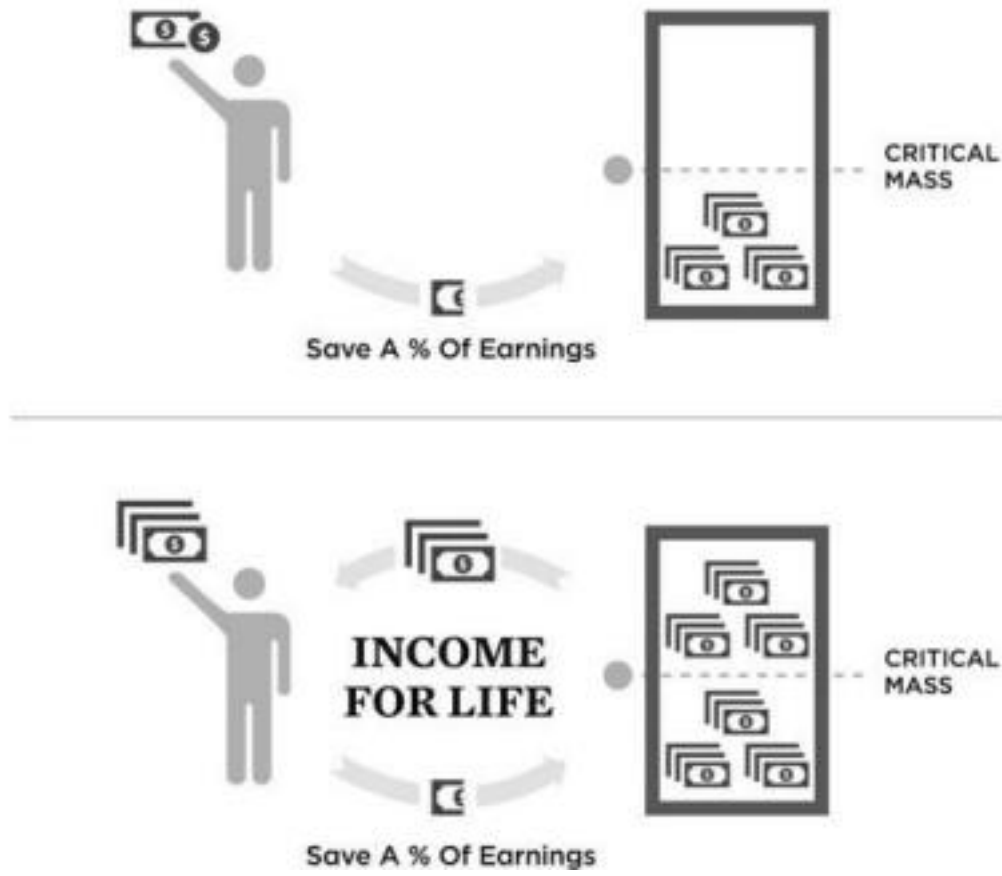 CRITICAL
MASS
Save A % Of Earnings
INCOME
FOR LIFE
CRITICAL
MASS
Save A % Of Earnings